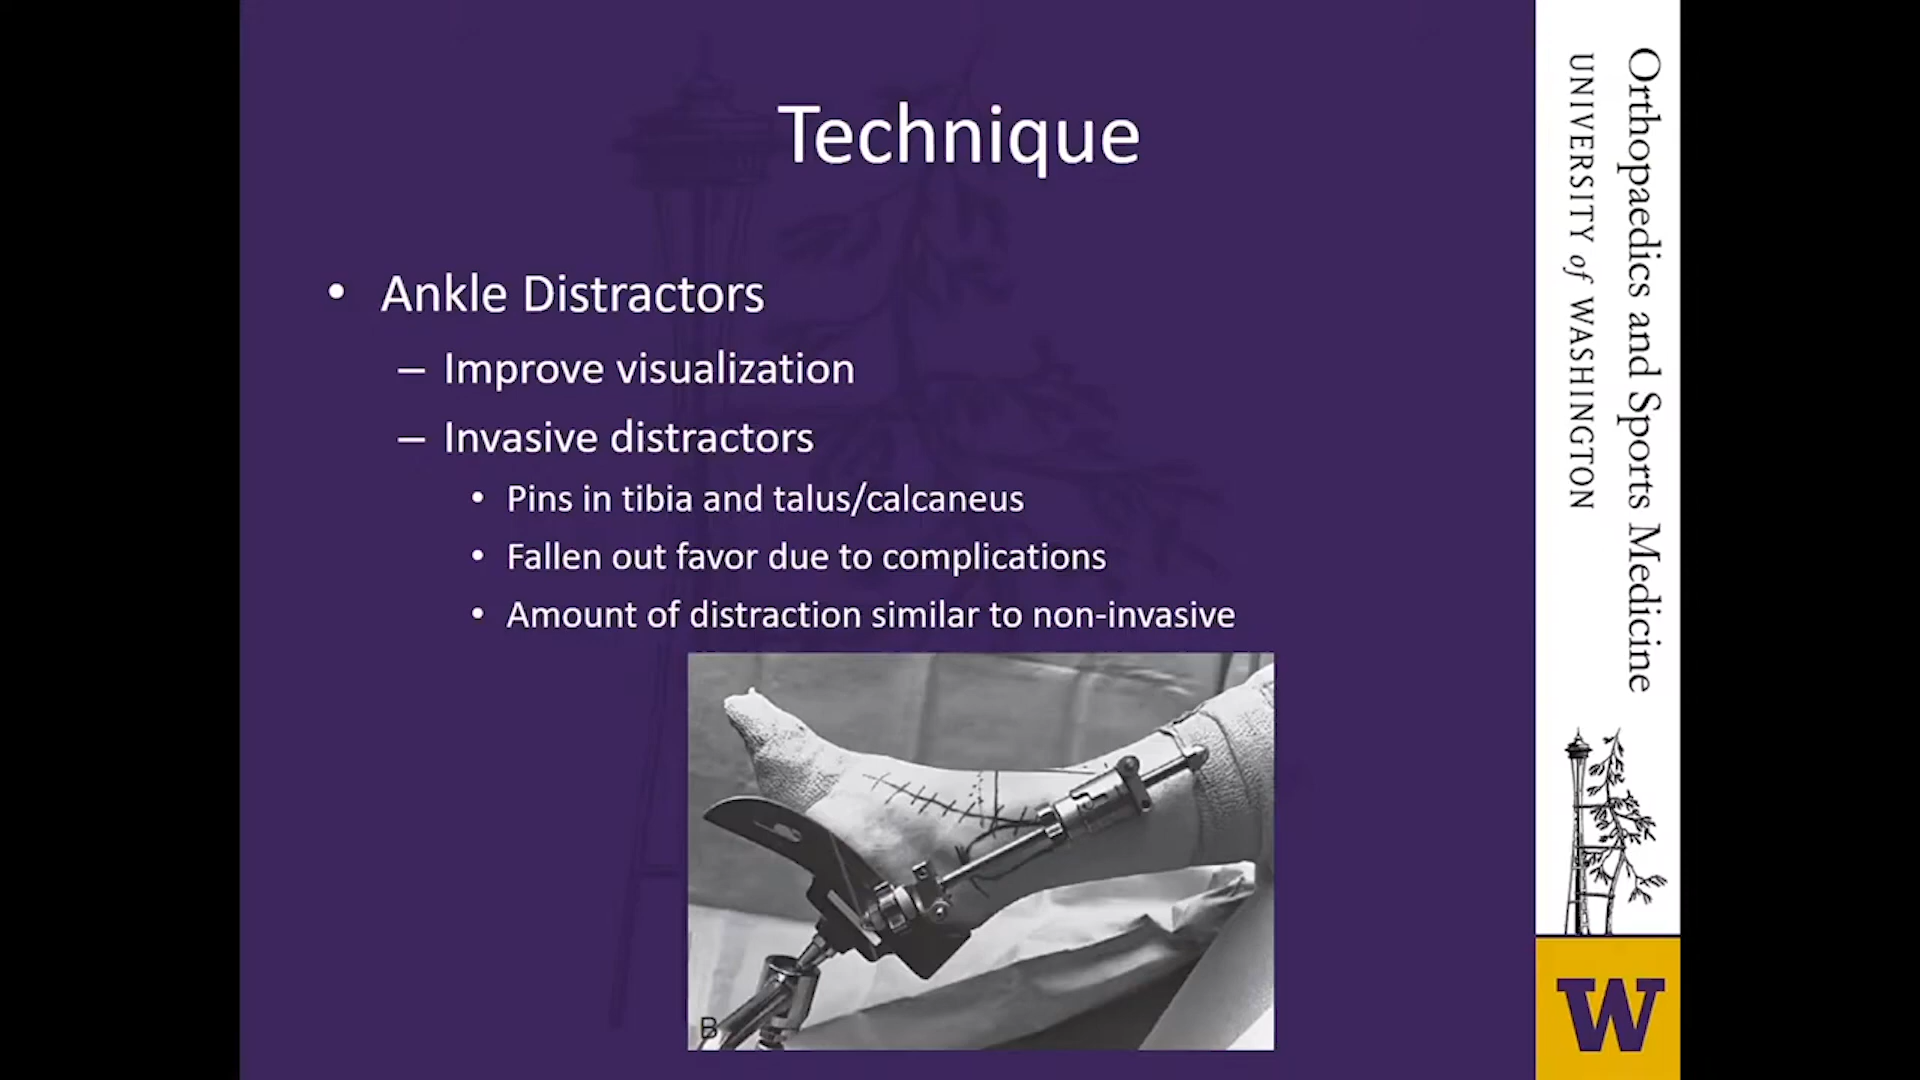 Technique
• Ankle Distractors
– Improve visualization
– Invasive distractors
• Pins in tibia and talus/calcaneus
• Fallen out favor due to complications
• Amount of distraction similar to non-invasive
B
Orthopaedics and Sports Medicine
UNIVERSITY of WASHINGTON
W